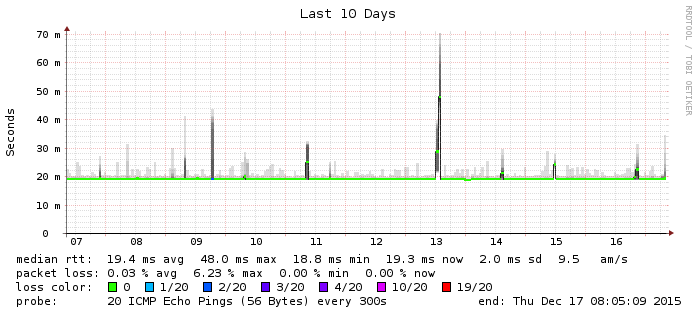 Last 10 Days
RRDTOOL / TOBI OETIKER
Seconds
70 m
60 m
50 m
40 m
30 m
20 m
10 m
0
07 08 09 10 11 12 13 14 15 16
median rtt: 19.4 ms avg 48.0 ms max 18.8 ms min 19.3 ms now 2.0 ms sd 9.5 am/s
packet loss: 0.03 % avg 6.23 % max 0.00 % min 0.00 % now
loss color: 0 1/20 2/20 3/20 4/20 10/20 19/20
probe: 20 ICMP Echo Pings (56 Bytes) every 300s end: Thu Dec 17 08:05:09 2015